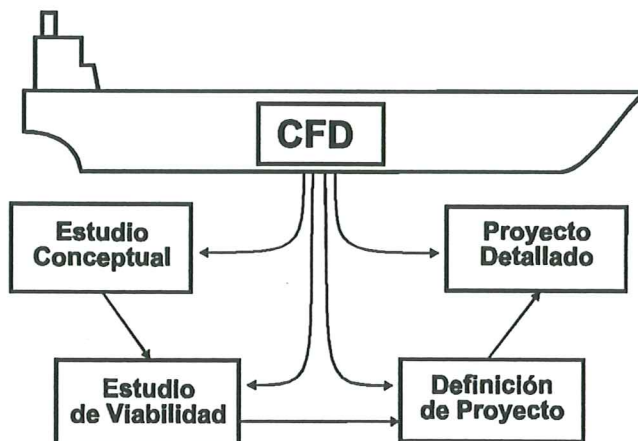 CFD
Estudio
Conceptual
Proyecto
Detallado
Estudio
de Viabilidad
Definición
de Proyecto